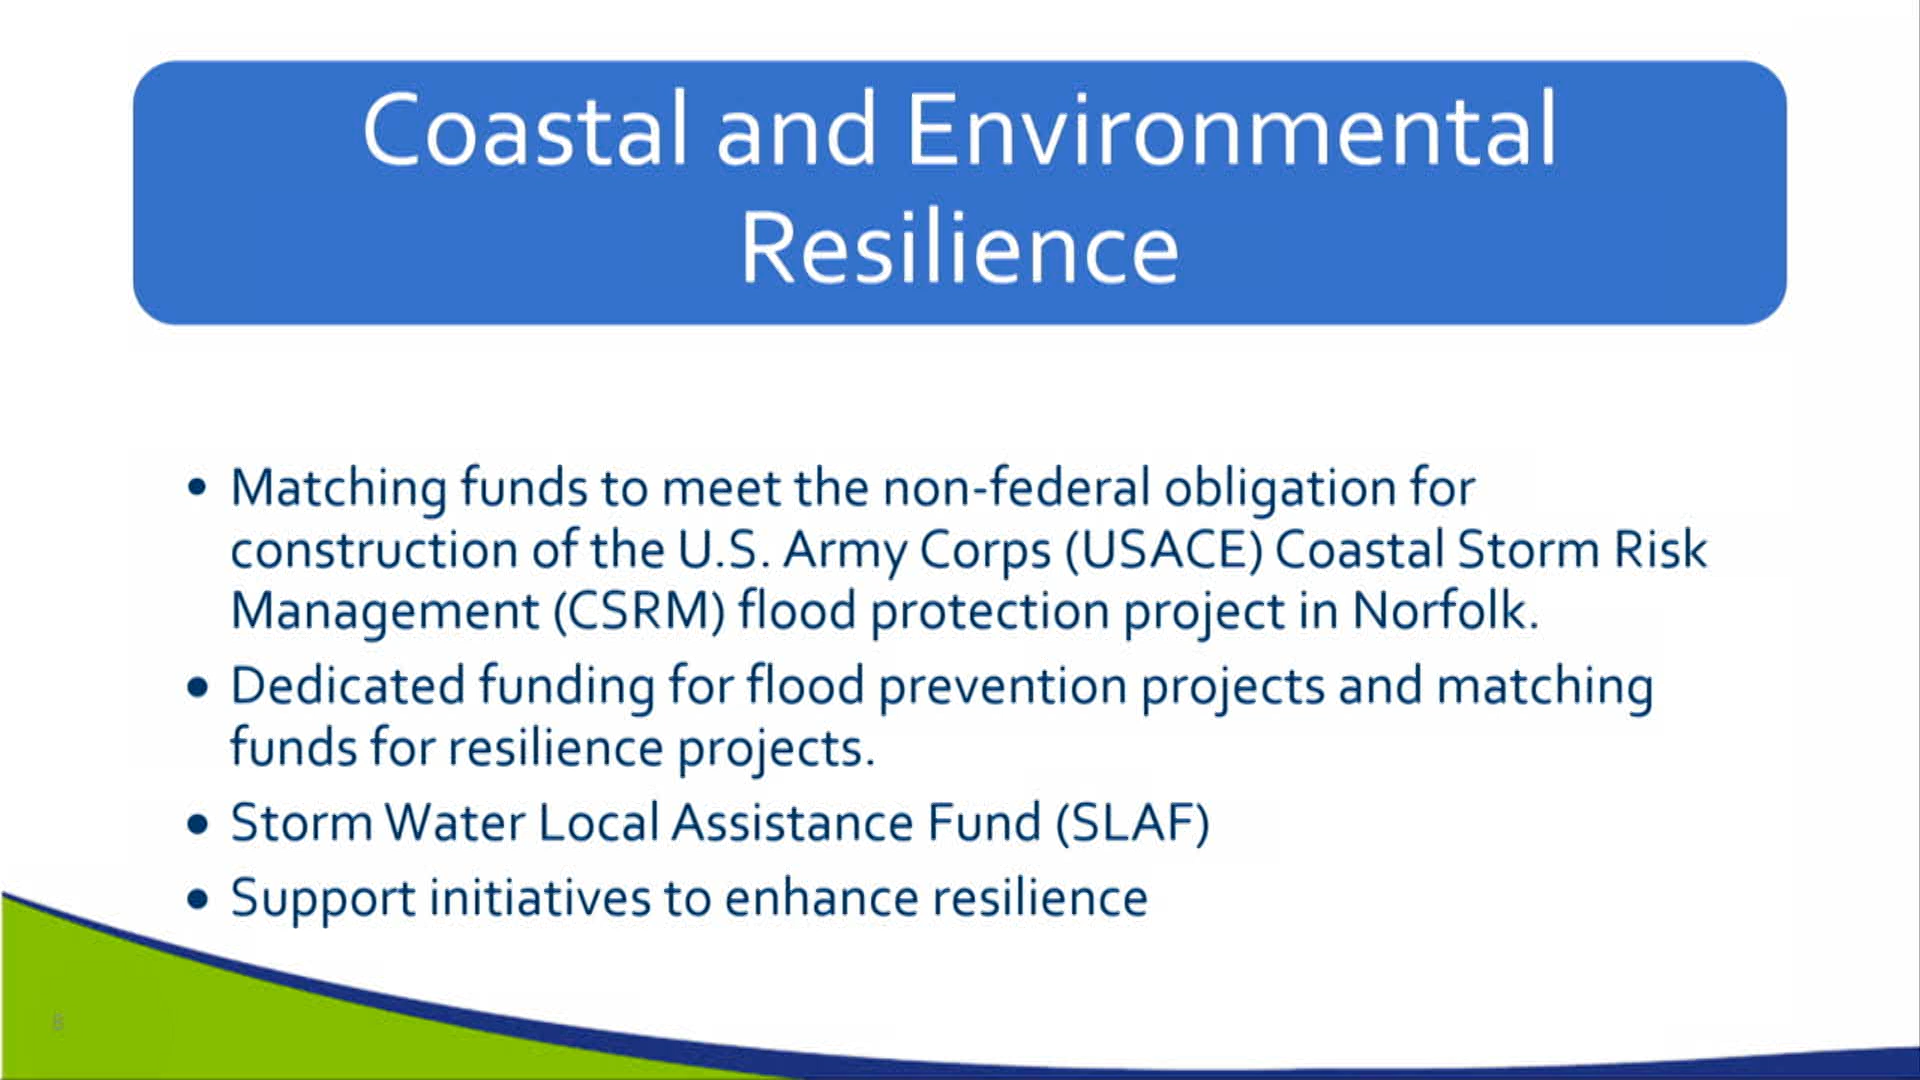 Coastal and Environmental
Resilience
• Matching funds to meet the non-federal obligation for
construction of the U.S. Army Corps (USACE) Coastal Storm Risk
Management (CSRM) flood protection project in Norfolk.
• Dedicated funding for flood prevention projects and matching
funds for resilience projects.
• Storm Water Local Assistance Fund (SLAF)
• Support initiatives to enhance resilience